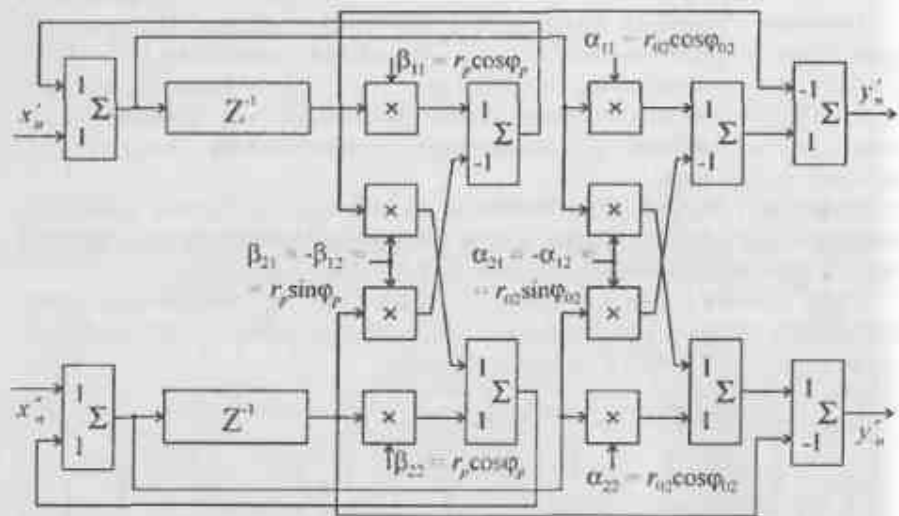 β₁₁ = rₚcosφₚ
α₁₁ = r₀₂cosφ₀₂
1
Σ
1
x'ₙ
Z⁻¹
×
1
Σ
-1
×
1
Σ
-1
-1
Σ
1
y'ₙ
×
×
β₂₁ = -β₁₂ =
= rₚsinφₚ
α₂₁ = -α₁₂ =
= r₀₂sinφ₀₂
×
×
1
Σ
1
x''ₙ
Z⁻¹
×
1
Σ
1
×
1
Σ
1
1
Σ
-1
y''ₙ
β₂₂ = rₚcosφₚ
α₂₂ = r₀₂cosφ₀₂